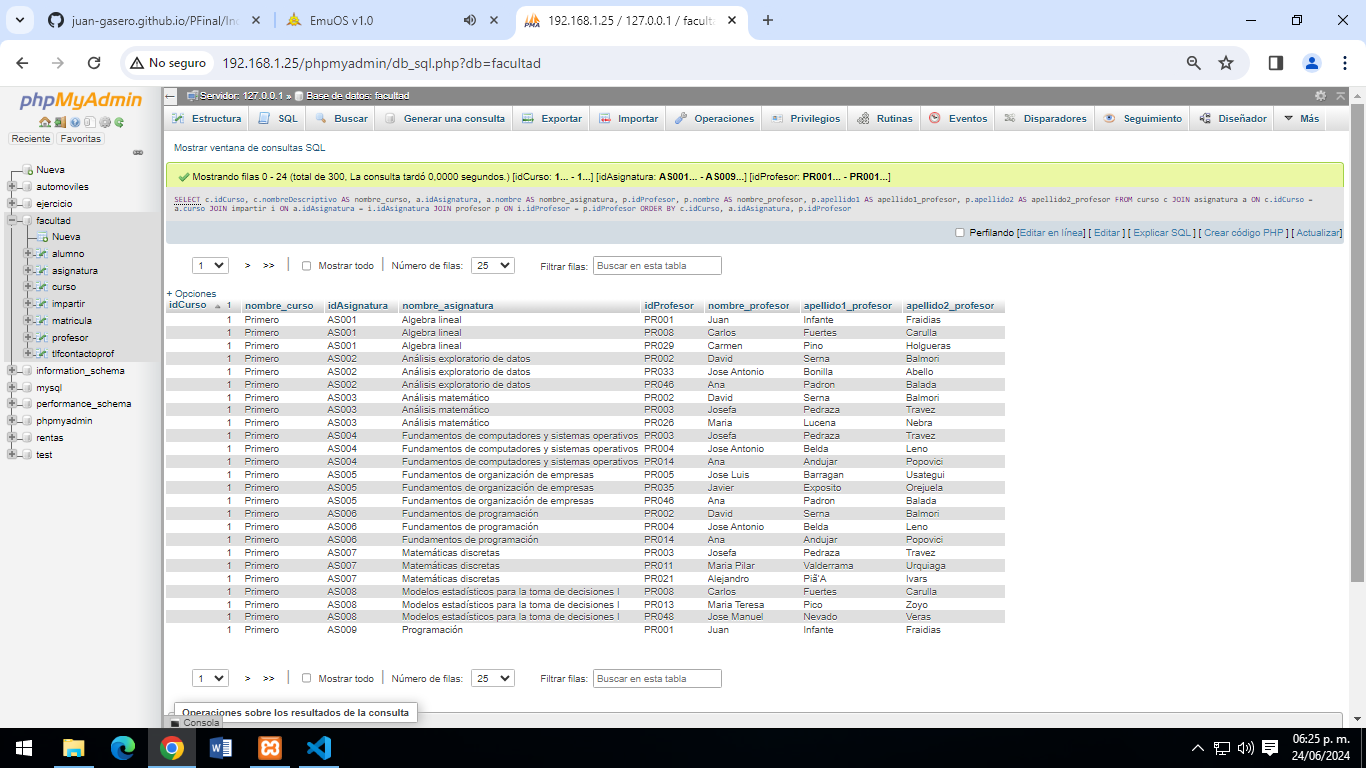 juan-gasero.github.io/PFinal/Inc
EmuOS v1.0
192.168.1.25 / 127.0.0.1 / faculta
No seguro
192.168.1.25/phpmyadmin/db_sql.php?db=facultad
phpMyAdmin
Reciente Favoritas
Nueva
automoviles
ejercicio
facultad
Nueva
alumno
asignatura
curso
impartir
matricula
profesor
tlfcontactoprof
information_schema
mysql
performance_schema
phpmyadmin
rentas
test
Servidor: 127.0.0.1 » Base de datos: facultad
Estructura SQL Buscar Generar una consulta Exportar Importar Operaciones Privilegios Rutinas Eventos Disparadores Seguimiento Diseñador Más
Mostrar ventana de consultas SQL
Mostrando filas 0 - 24 (total de 300, La consulta tardó 0,0000 segundos.) [idCurso: 1... - 1...] [idAsignatura: AS001... - AS009...] [idProfesor: PR001... - PR001...]
SELECT c.idCurso, c.nombreDescriptivo AS nombre_curso, a.idAsignatura, a.nombre AS nombre_asignatura, p.idProfesor, p.nombre AS nombre_profesor, p.apellido1 AS apellido1_profesor, p.apellido2 AS apellido2_profesor FROM curso c JOIN asignatura a ON c.idCurso =
a.curso JOIN impartir i ON a.idAsignatura = i.idAsignatura JOIN profesor p ON i.idProfesor = p.idProfesor ORDER BY c.idCurso, a.idAsignatura, p.idProfesor
Perfilando [Editar en línea] [ Editar ] [ Explicar SQL ] [ Crear código PHP ] [ Actualizar]
1 > >> | Mostrar todo | Número de filas: 25 Filtrar filas: Buscar en esta tabla
+ Opciones
idCurso 1 nombre_curso idAsignatura nombre_asignatura idProfesor nombre_profesor apellido1_profesor apellido2_profesor
1 Primero AS001 Algebra lineal PR001 Juan Infante Fraidias
1 Primero AS001 Algebra lineal PR008 Carlos Fuertes Carulla
1 Primero AS001 Algebra lineal PR029 Carmen Pino Holgueras
1 Primero AS002 Análisis exploratorio de datos PR002 David Serna Balmori
1 Primero AS002 Análisis exploratorio de datos PR033 Jose Antonio Bonilla Abello
1 Primero AS002 Análisis exploratorio de datos PR046 Ana Padron Balada
1 Primero AS003 Análisis matemático PR002 David Serna Balmori
1 Primero AS003 Análisis matemático PR003 Josefa Pedraza Travez
1 Primero AS003 Análisis matemático PR026 Maria Lucena Nebra
1 Primero AS004 Fundamentos de computadores y sistemas operativos PR003 Josefa Pedraza Travez
1 Primero AS004 Fundamentos de computadores y sistemas operativos PR004 Jose Antonio Belda Leno
1 Primero AS004 Fundamentos de computadores y sistemas operativos PR014 Ana Andujar Popovici
1 Primero AS005 Fundamentos de organización de empresas PR005 Jose Luis Barragan Usategui
1 Primero AS005 Fundamentos de organización de empresas PR035 Javier Exposito Orejuela
1 Primero AS005 Fundamentos de organización de empresas PR046 Ana Padron Balada
1 Primero AS006 Fundamentos de programación PR002 David Serna Balmori
1 Primero AS006 Fundamentos de programación PR004 Jose Antonio Belda Leno
1 Primero AS006 Fundamentos de programación PR014 Ana Andujar Popovici
1 Primero AS007 Matemáticas discretas PR003 Josefa Pedraza Travez
1 Primero AS007 Matemáticas discretas PR011 Maria Pilar Valderrama Urquiaga
1 Primero AS007 Matemáticas discretas PR021 Alejandro Piã'A Ivars
1 Primero AS008 Modelos estadísticos para la toma de decisiones I PR008 Carlos Fuertes Carulla
1 Primero AS008 Modelos estadísticos para la toma de decisiones I PR013 Maria Teresa Pico Zoyo
1 Primero AS008 Modelos estadísticos para la toma de decisiones I PR048 Jose Manuel Nevado Veras
1 Primero AS009 Programación PR001 Juan Infante Fraidias
1 > >> | Mostrar todo | Número de filas: 25 Filtrar filas: Buscar en esta tabla
Operaciones sobre los resultados de la consulta
Consola
06:25 p. m.
24/06/2024